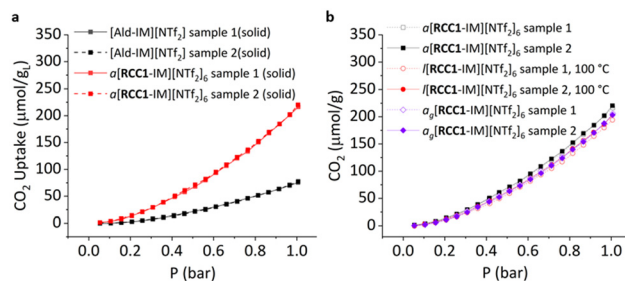 a
[Ald-IM][NTf2] sample 1(solid)
[Ald-IM][NTf2] sample 2(solid)
a[RCC1-IM][NTf2]6 sample 1 (solid)
a[RCC1-IM][NTf2]6 sample 2 (solid)
CO2 Uptake (μmol/gL)
350
300
250
200
150
100
50
0
0.0 0.2 0.4 0.6 0.8 1.0
P (bar)
b
a[RCC1-IM][NTf2]6 sample 1
a[RCC1-IM][NTf2]6 sample 2
l[RCC1-IM][NTf2]6 sample 1, 100 °C
l[RCC1-IM][NTf2]6 sample 2, 100 °C
ag[RCC1-IM][NTf2]6 sample 1
ag[RCC1-IM][NTf2]6 sample 2
CO2 (μmol/g)
350
300
250
200
150
100
50
0
0.0 0.2 0.4 0.6 0.8 1.0
P (bar)